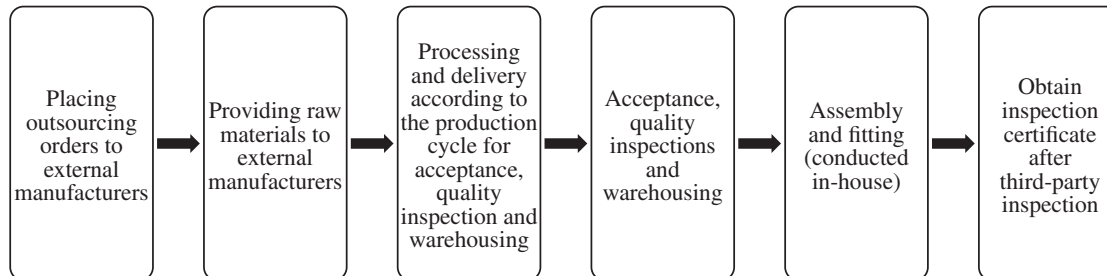 Placing
outsourcing
orders to
external
manufacturers
Providing raw
materials to
external
manufacturers
Processing
and delivery
according to
the production
cycle for
acceptance,
quality
inspection and
warehousing
Acceptance,
quality
inspections
and
warehousing
Assembly
and fitting
(conducted
in-house)
Obtain
inspection
certificate
after
third-party
inspection